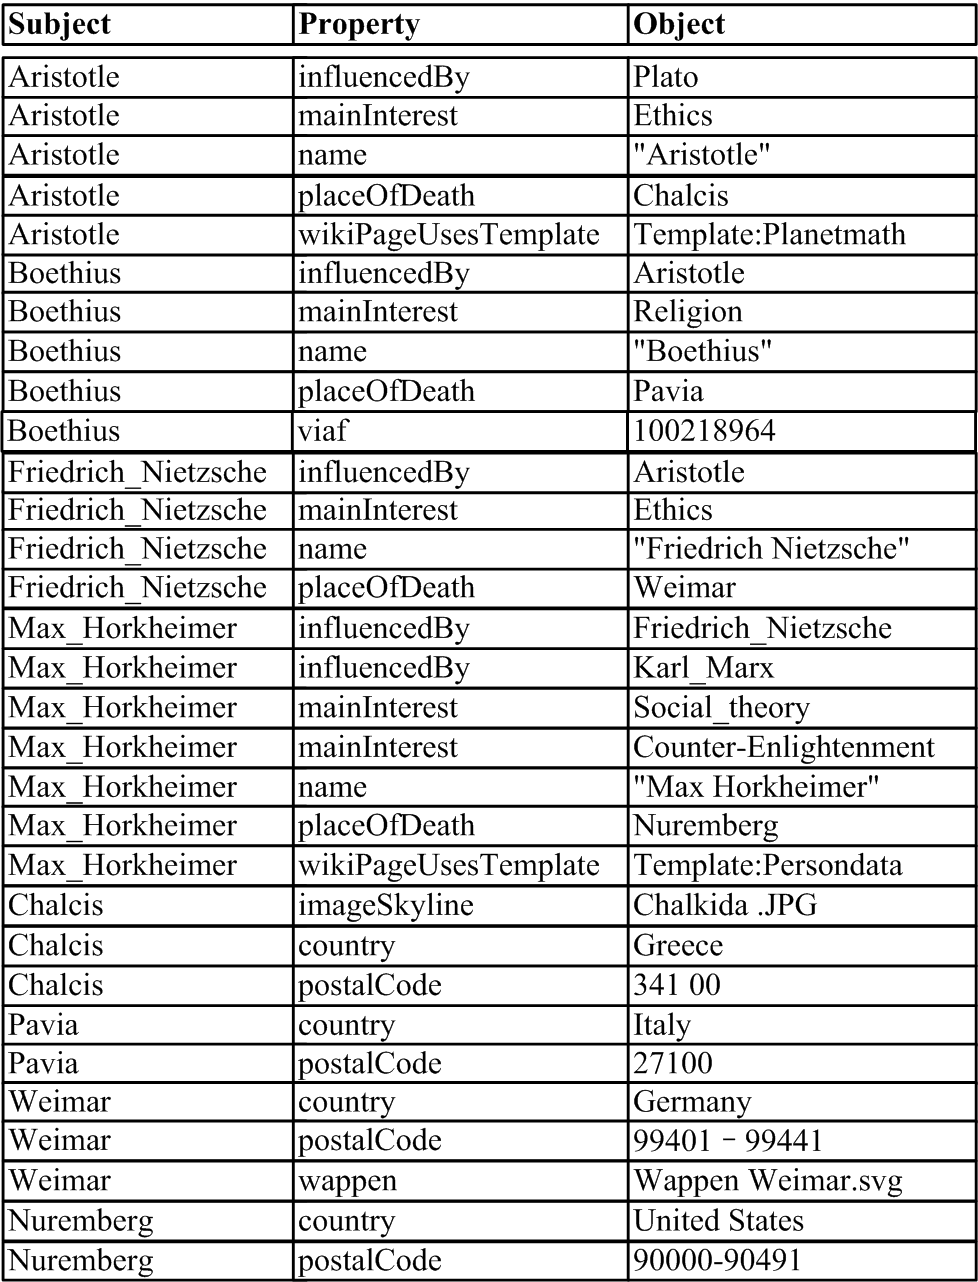 Subject Property Object
Aristotle influencedBy Plato
Aristotle mainInterest Ethics
Aristotle name "Aristotle"
Aristotle placeOfDeath Chalcis
Aristotle wikiPageUsesTemplate Template:Planetmath
Boethius influencedBy Aristotle
Boethius mainInterest Religion
Boethius name "Boethius"
Boethius placeOfDeath Pavia
Boethius viaf 100218964
Friedrich_Nietzsche influencedBy Aristotle
Friedrich_Nietzsche mainInterest Ethics
Friedrich_Nietzsche name "Friedrich Nietzsche"
Friedrich_Nietzsche placeOfDeath Weimar
Max_Horkheimer influencedBy Friedrich_Nietzsche
Max_Horkheimer influencedBy Karl_Marx
Max_Horkheimer mainInterest Social_theory
Max_Horkheimer mainInterest Counter-Enlightenment
Max_Horkheimer name "Max Horkheimer"
Max_Horkheimer placeOfDeath Nuremberg
Max_Horkheimer wikiPageUsesTemplate Template:Persondata
Chalcis imageSkyline Chalkida .JPG
Chalcis country Greece
Chalcis postalCode 341 00
Pavia country Italy
Pavia postalCode 27100
Weimar country Germany
Weimar postalCode 99401–99441
Weimar wappen Wappen Weimar.svg
Nuremberg country United States
Nuremberg postalCode 90000-90491